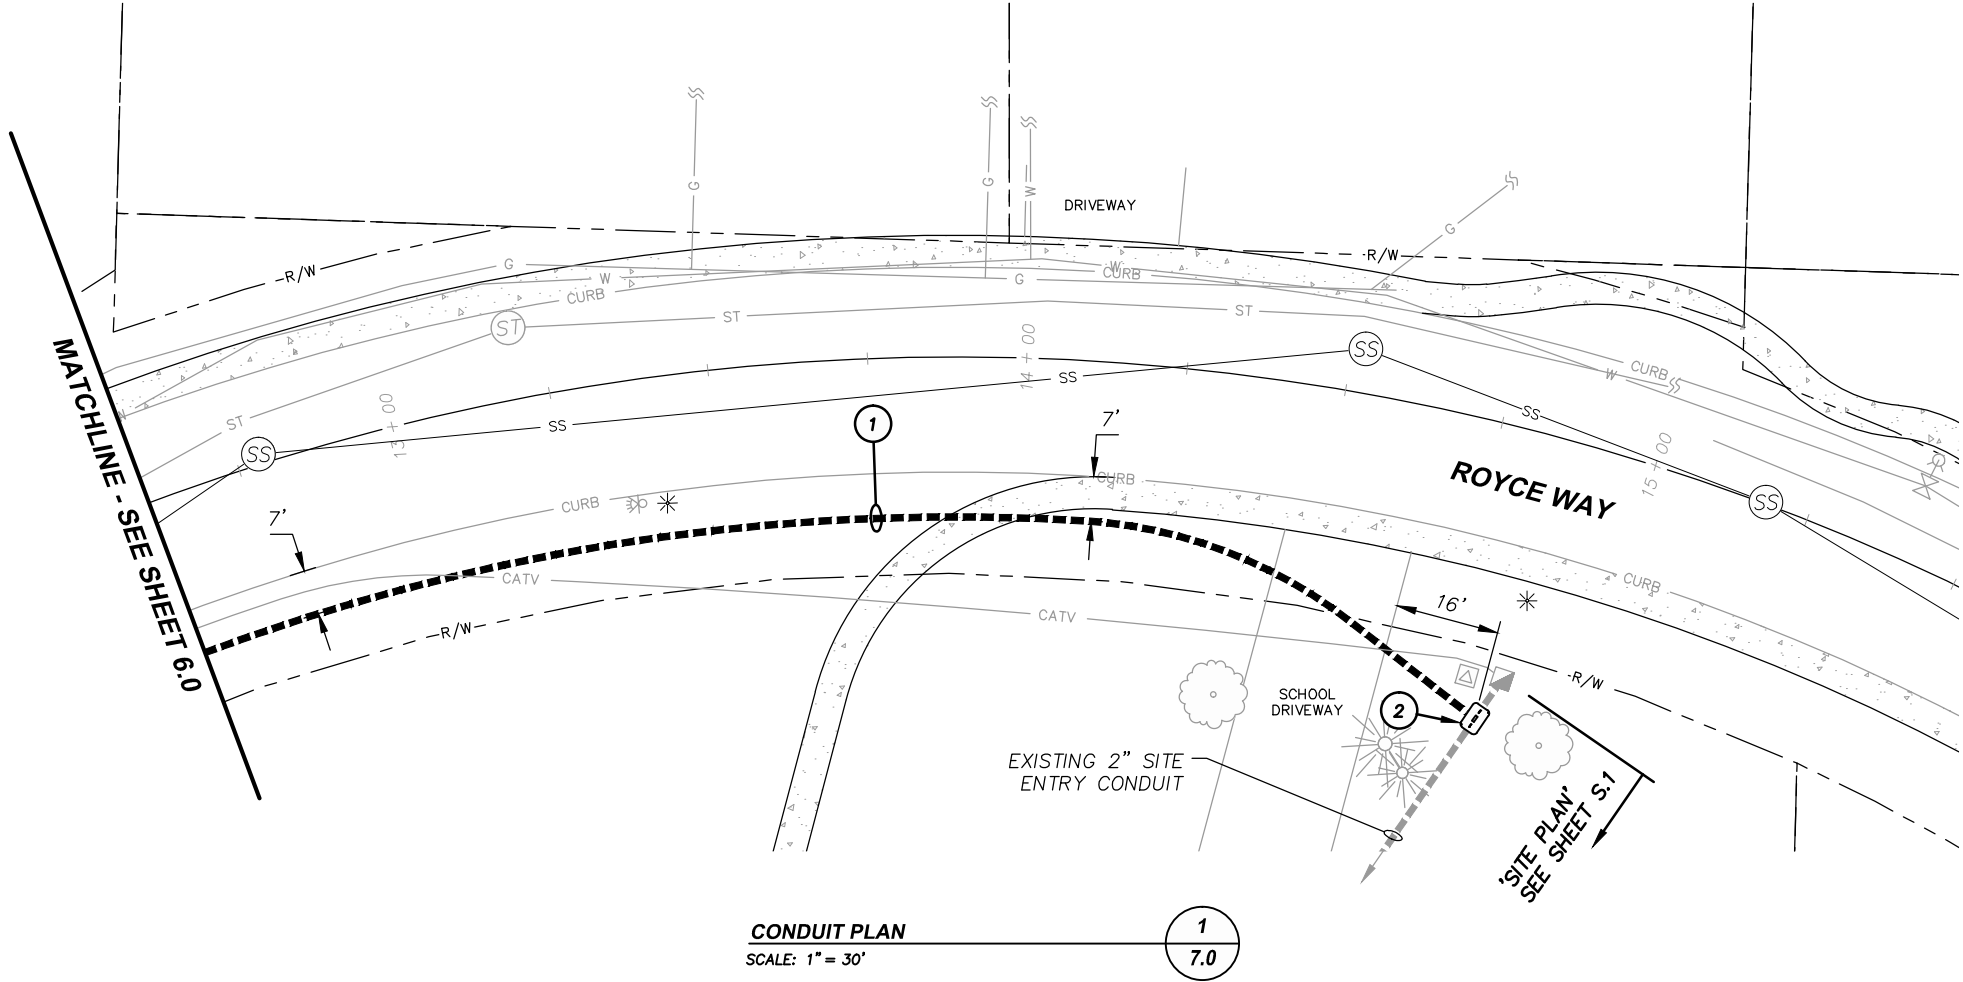 DRIVEWAY
G
G
W
G
R/W
R/W
G
W
CURB
W
CURB
G
ST
ST
ST
ST
14 + 00
SS
SS
CURB
W
13 + 00
SS
SS
SS
1
7'
15 + 00
SS
MATCHLINE - SEE SHEET 6.0
ROYCE WAY
CURB
CURB
7'
CATV
CURB
CATV
16'
R/W
R/W
SCHOOL
DRIVEWAY
2
EXISTING 2" SITE
ENTRY CONDUIT
'SITE PLAN'
SEE SHEET S.1
CONDUIT PLAN
SCALE: 1" = 30'
1
7.0